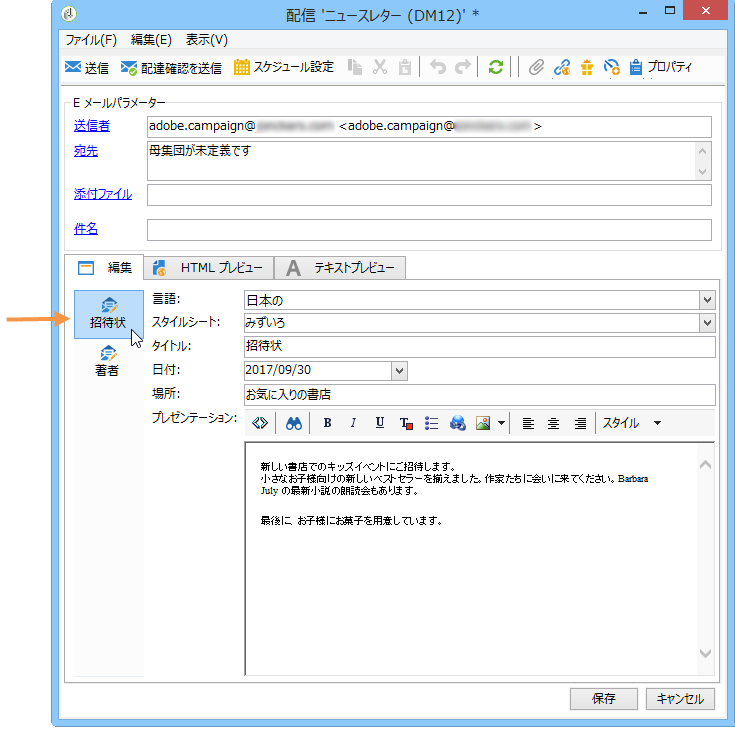 配信 'ニュースレター (DM12)' *
ファイル(F) 編集(E) 表示(V)
送信 配達確認を送信 スケジュール設定 プロパティ
E メールパラメーター
送信者 adobe.campaign@ <adobe.campaign@ >
宛先 母集団が未定義です
添付ファイル
件名
編集 HTML プレビュー A テキストプレビュー
招待状
著者
言語: 日本の
スタイルシート: みずいろ
タイトル: 招待状
日付: 2017/09/30
場所: お気に入りの書店
プレゼンテーション: B I U T スタイル
新しい書店でのキッズイベントにご招待します。
小さなお子様向けの新しいベストセラーを揃えました。作家たちに会いに来てください。Barbara
July の最新小説の朗読会もあります。
最後に、お子様にお菓子を用意しています。
保存 キャンセル